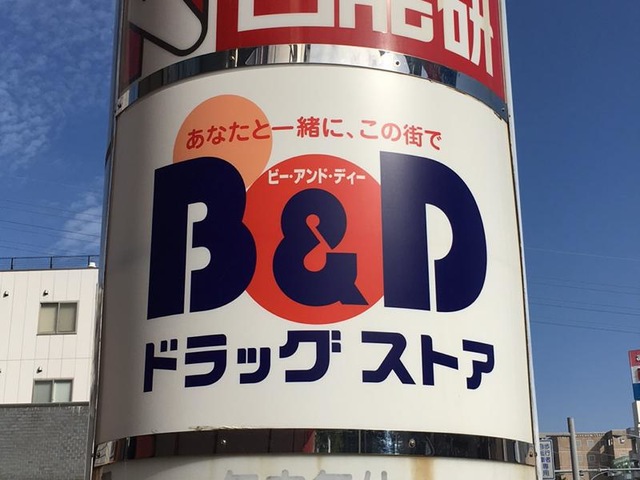 あなたと一緒に、この街で
ビー・アンド・ディー
B&D
ドラッグストア